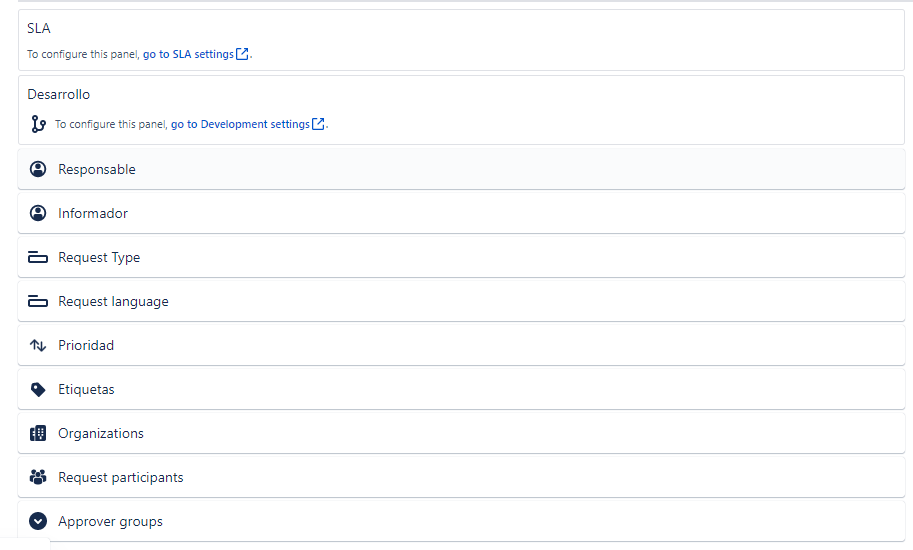 SLA
To configure this panel, go to SLA settings.
Desarrollo
To configure this panel, go to Development settings.
Responsable
Informador
Request Type
Request language
Prioridad
Etiquetas
Organizations
Request participants
Approver groups